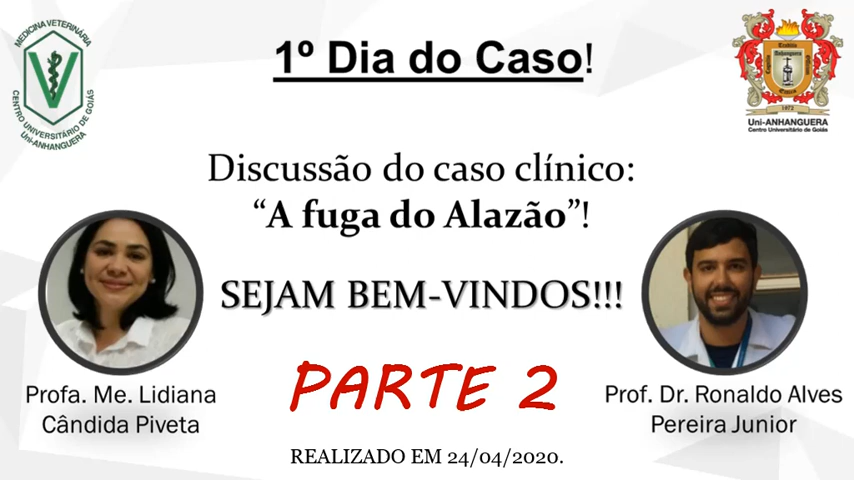 MEDICINA VETERINÁRIA
CENTRO UNIVERSITÁRIO DE GOIÁS
Uni-ANHANGUERA
V
1º Dia do Caso!
Anhanguera
1973
Uni-ANHANGUERA
Centro Universitário de Goiás
Discussão do caso clínico:
“A fuga do Alazão”!
SEJAM BEM-VINDOS!!!
PARTE 2
Profa. Me. Lidiana
Cândida Piveta
Prof. Dr. Ronaldo Alves
Pereira Junior
REALIZADO EM 24/04/2020.